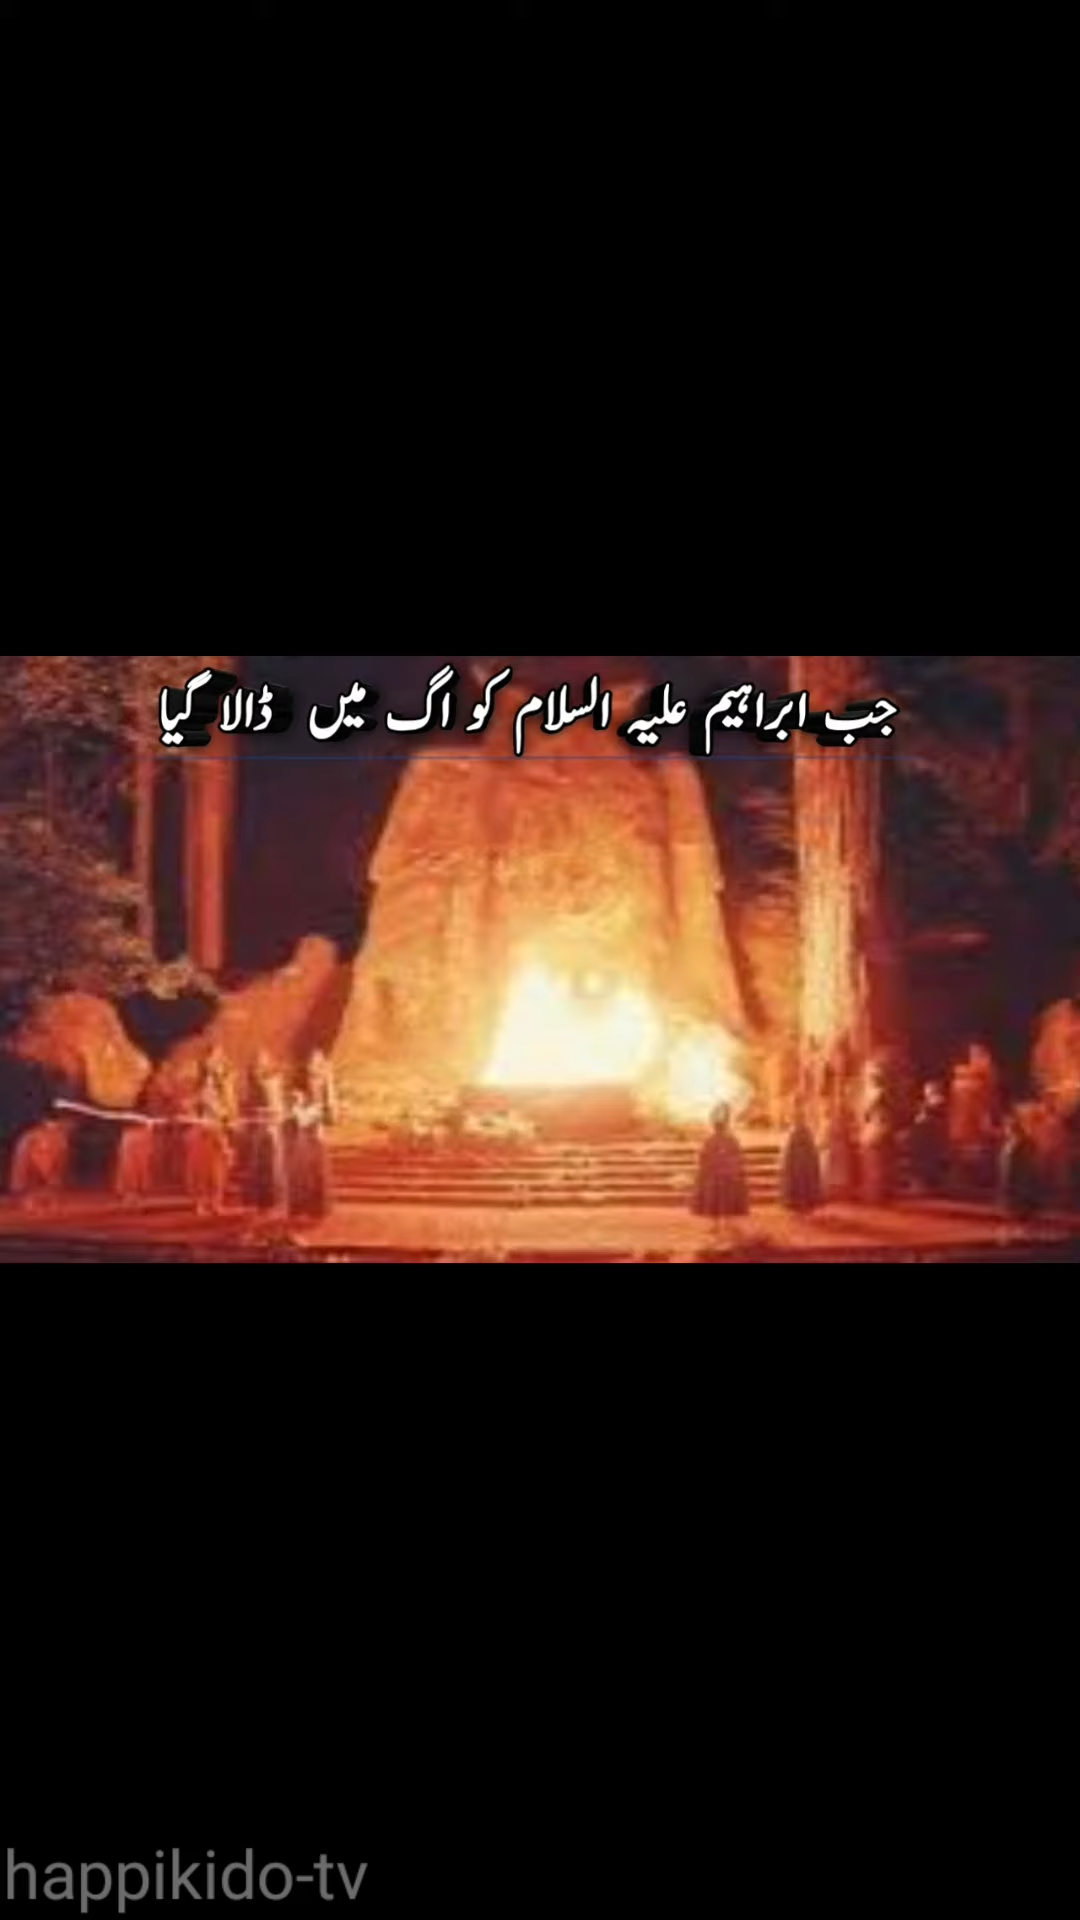 جب ابراہیم علیہ السلام کو اگ میں ڈالا گیا
happikido-tv